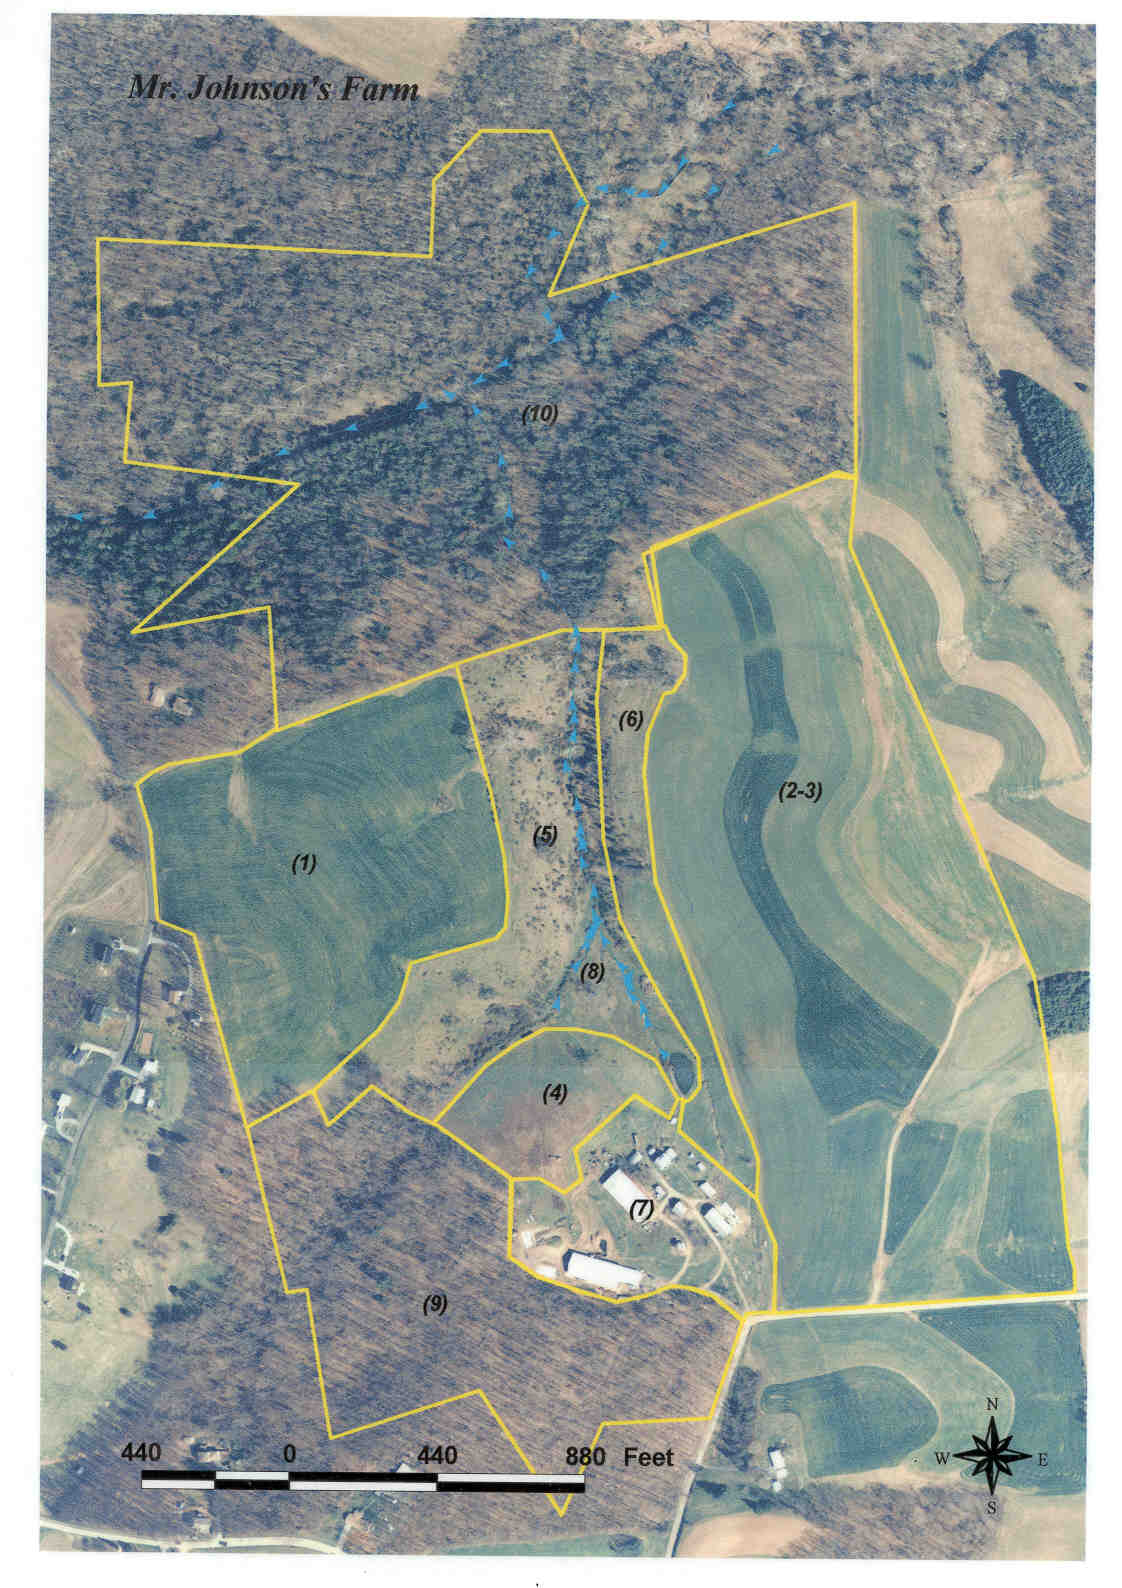 Mr. Johnson's Farm
(10)
(6)
(2-3)
(5)
(1)
(8)
(4)
(7)
(9)
440 0 440 880 Feet
N
W E
S